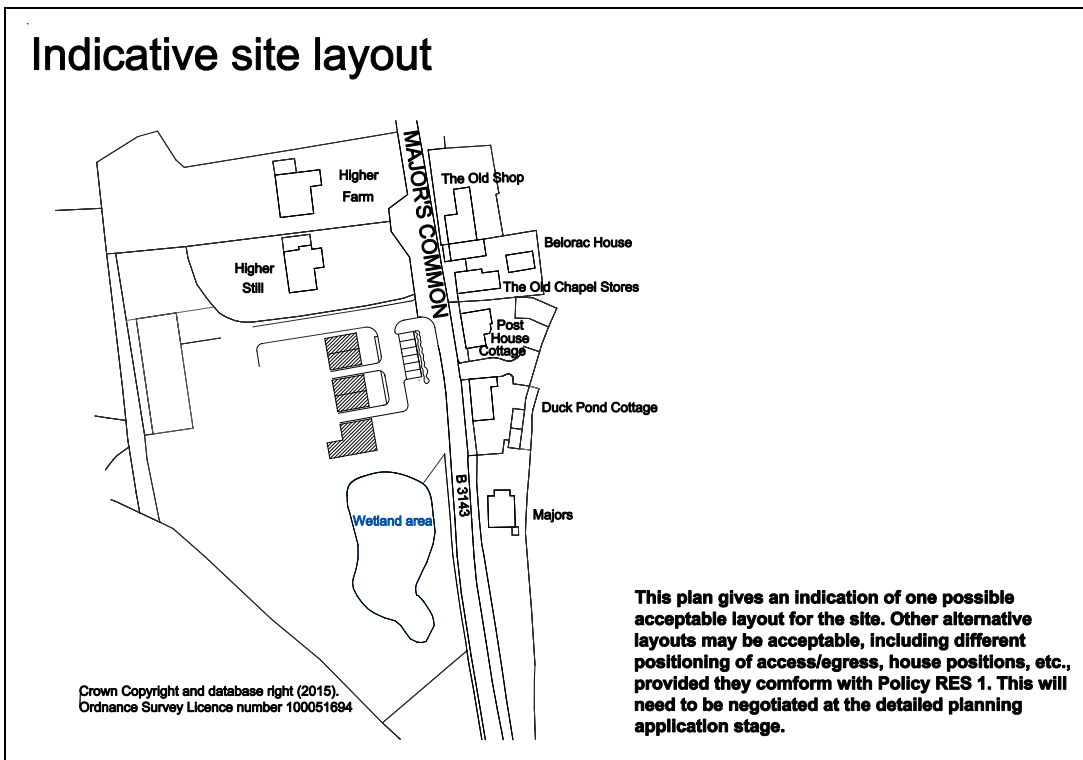 Indicative site layout
MAJOR'S COMMON
Higher
Farm
The Old Shop
Belorac House
Higher
Still
The Old Chapel Stores
Post
House
Cottage
Duck Pond Cottage
B 3143
Wetland area
Majors
This plan gives an indication of one possible
acceptable layout for the site. Other alternative
layouts may be acceptable, including different
positioning of access/egress, house positions, etc.,
provided they comform with Policy RES 1. This will
need to be negotiated at the detailed planning
application stage.
Crown Copyright and database right (2015).
Ordnance Survey Licence number 100051694